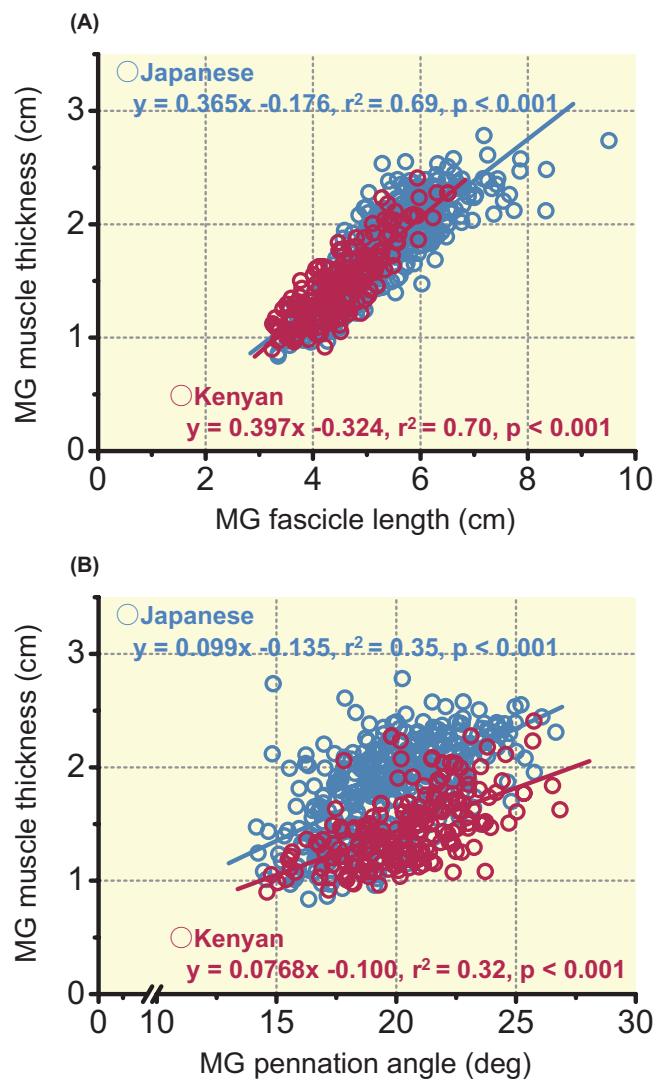 (A)
Japanese
y = 0.365x -0.176, r² = 0.69, p < 0.001
MG muscle thickness (cm)
3
2
1
0
Kenyan
y = 0.397x -0.324, r² = 0.70, p < 0.001
0 2 4 6 8 10
MG fascicle length (cm)
(B)
Japanese
y = 0.099x -0.135, r² = 0.35, p < 0.001
MG muscle thickness (cm)
3
2
1
0
Kenyan
y = 0.0768x -0.100, r² = 0.32, p < 0.001
0 10 15 20 25 30
MG pennation angle (deg)